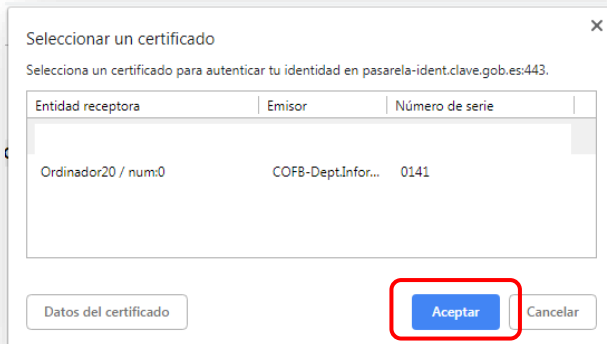 Seleccionar un certificado
Selecciona un certificado para autenticar tu identidad en pasarela-ident.clave.gob.es:443.
Entidad receptora Emisor Número de serie
Ordinador20 / num:0 COFB-Dept.Infor... 0141
Datos del certificado Aceptar Cancelar